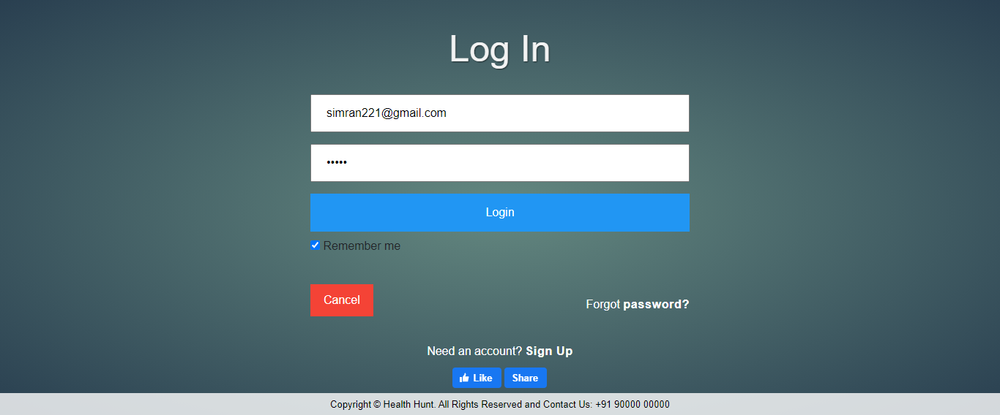 Log In
simran221@gmail.com
•••••
Login
Remember me
Cancel
Forgot password?
Need an account? Sign Up
Like Share
Copyright © Health Hunt. All Rights Reserved and Contact Us: +91 90000 00000